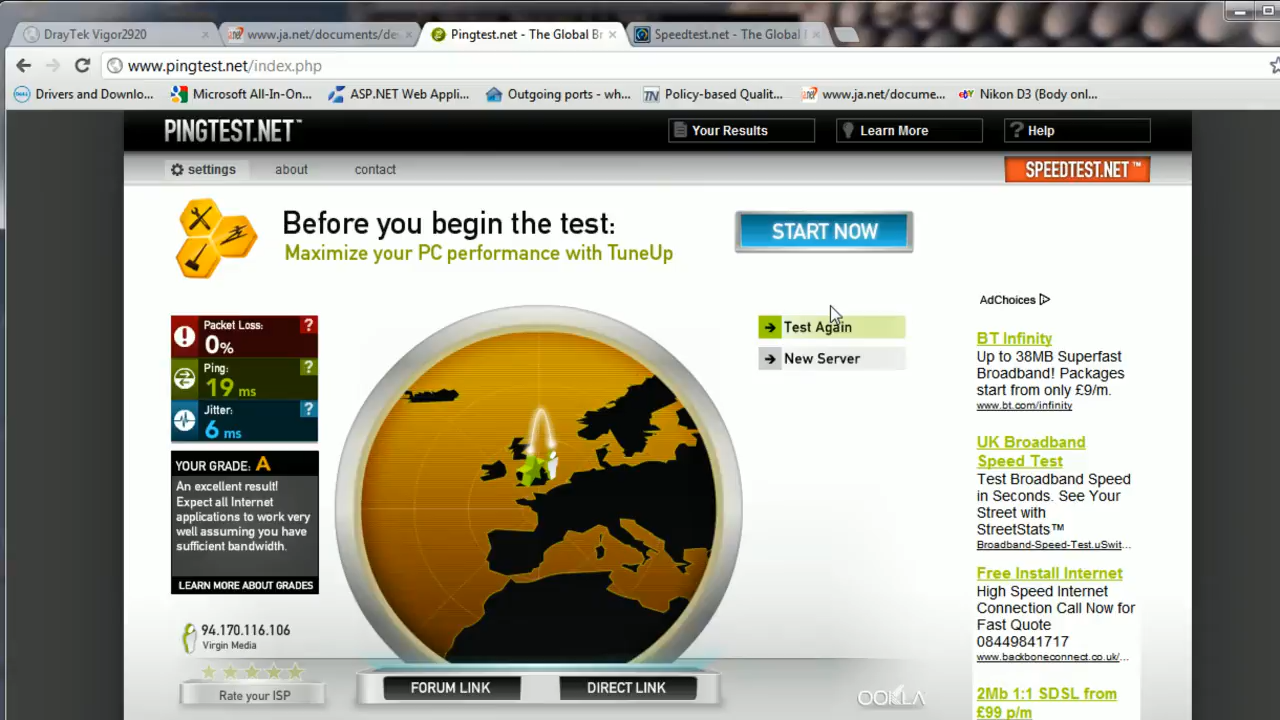 DrayTek Vigor2920
www.ja.net/documents/de
Pingtest.net - The Global Br
Speedtest.net - The Global
www.pingtest.net/index.php
Drivers and Downlo...
Microsoft All-In-On...
ASP.NET Web Appli...
Outgoing ports - wh...
TN
Policy-based Qualit...
www.ja.net/docume...
Nikon D3 (Body onl...
PINGTEST.NET™
Your Results
Learn More
? Help
settings
about
contact
SPEEDTEST.NET™
Before you begin the test:
Maximize your PC performance with TuneUp
START NOW
Packet Loss: ?
0%
Ping: ?
19 ms
Jitter: ?
6 ms
YOUR GRADE: A
An excellent result!
Expect all Internet
applications to work very
well assuming you have
sufficient bandwidth.
LEARN MORE ABOUT GRADES
94.170.116.106
Virgin Media
Rate your ISP
Test Again
New Server
FORUM LINK
DIRECT LINK
OOKLA
AdChoices
BT Infinity
Up to 38MB Superfast
Broadband! Packages
start from only £9/m.
www.bt.com/infinity
UK Broadband
Speed Test
Test Broadband Speed
in Seconds. See Your
Street with
StreetStats™
Broadband-Speed-Test.uSwit...
Free Install Internet
High Speed Internet
Connection Call Now for
Fast Quote
08449841717
www.backboneconnect.co.uk/...
2Mb 1:1 SDSL from
£99 p/m